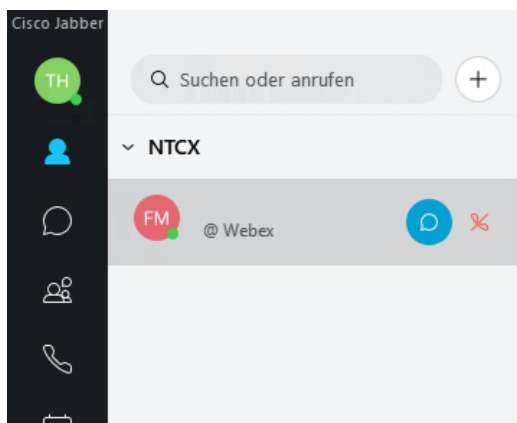 Cisco Jabber
TH
Suchen oder anrufen
NTCX
FM
@ Webex